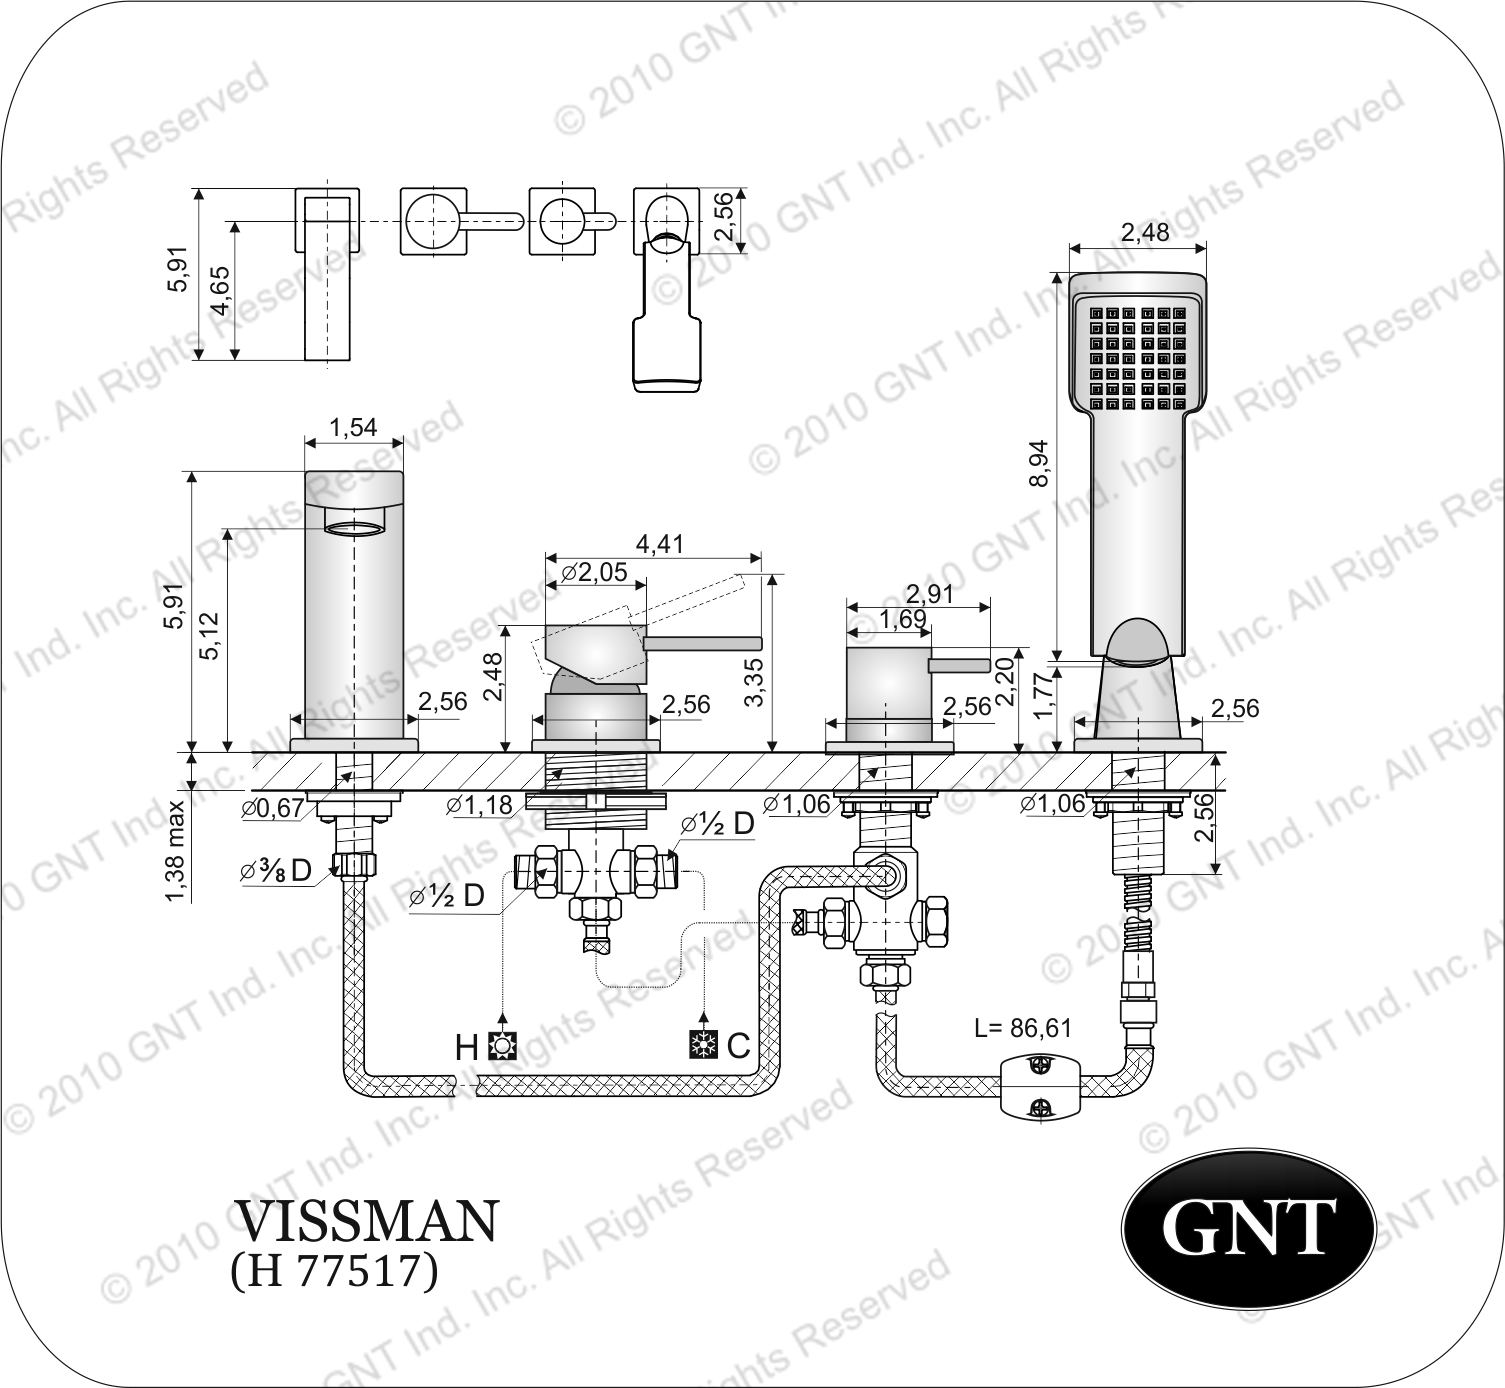 © 2010 GNT Ind. Inc. All Rights Reserved
5,91
4,65
2,56
2,48
8,94
1,54
5,91
5,12
2,56
4,41
⌀2,05
2,48
3,35
2,56
2,91
1,69
2,20
2,56
1,77
2,56
1,38 max
⌀0,67
⌀1,18
⌀1,06
⌀1,06
2,56
⌀⅜ D
⌀½ D
⌀½ D
H
C
L= 86,61
VISSMAN
(H 77517)
GNT